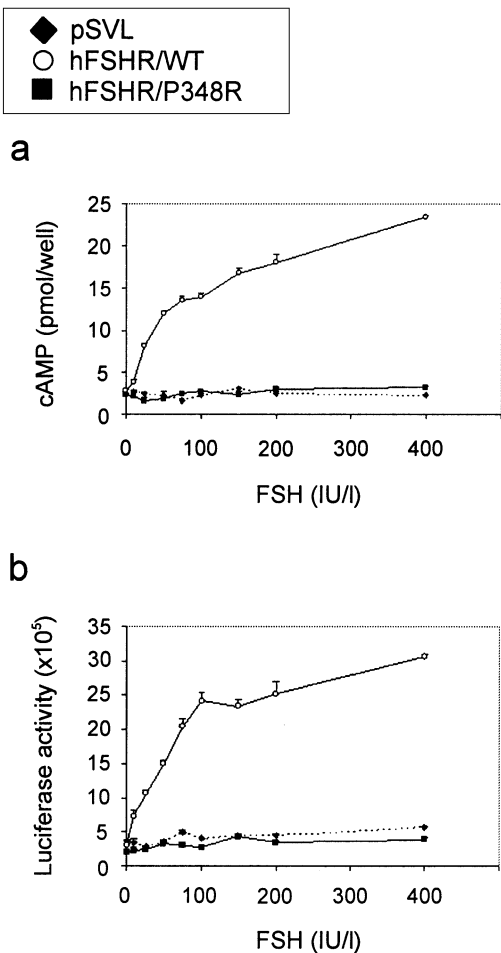 pSVL
hFSHR/WT
hFSHR/P348R
a
cAMP (pmol/well)
25
20
15
10
5
0
0 100 200 300 400
FSH (IU/l)
b
Luciferase activity (x10⁵)
35
30
25
20
15
10
5
0
0 100 200 300 400
FSH (IU/l)